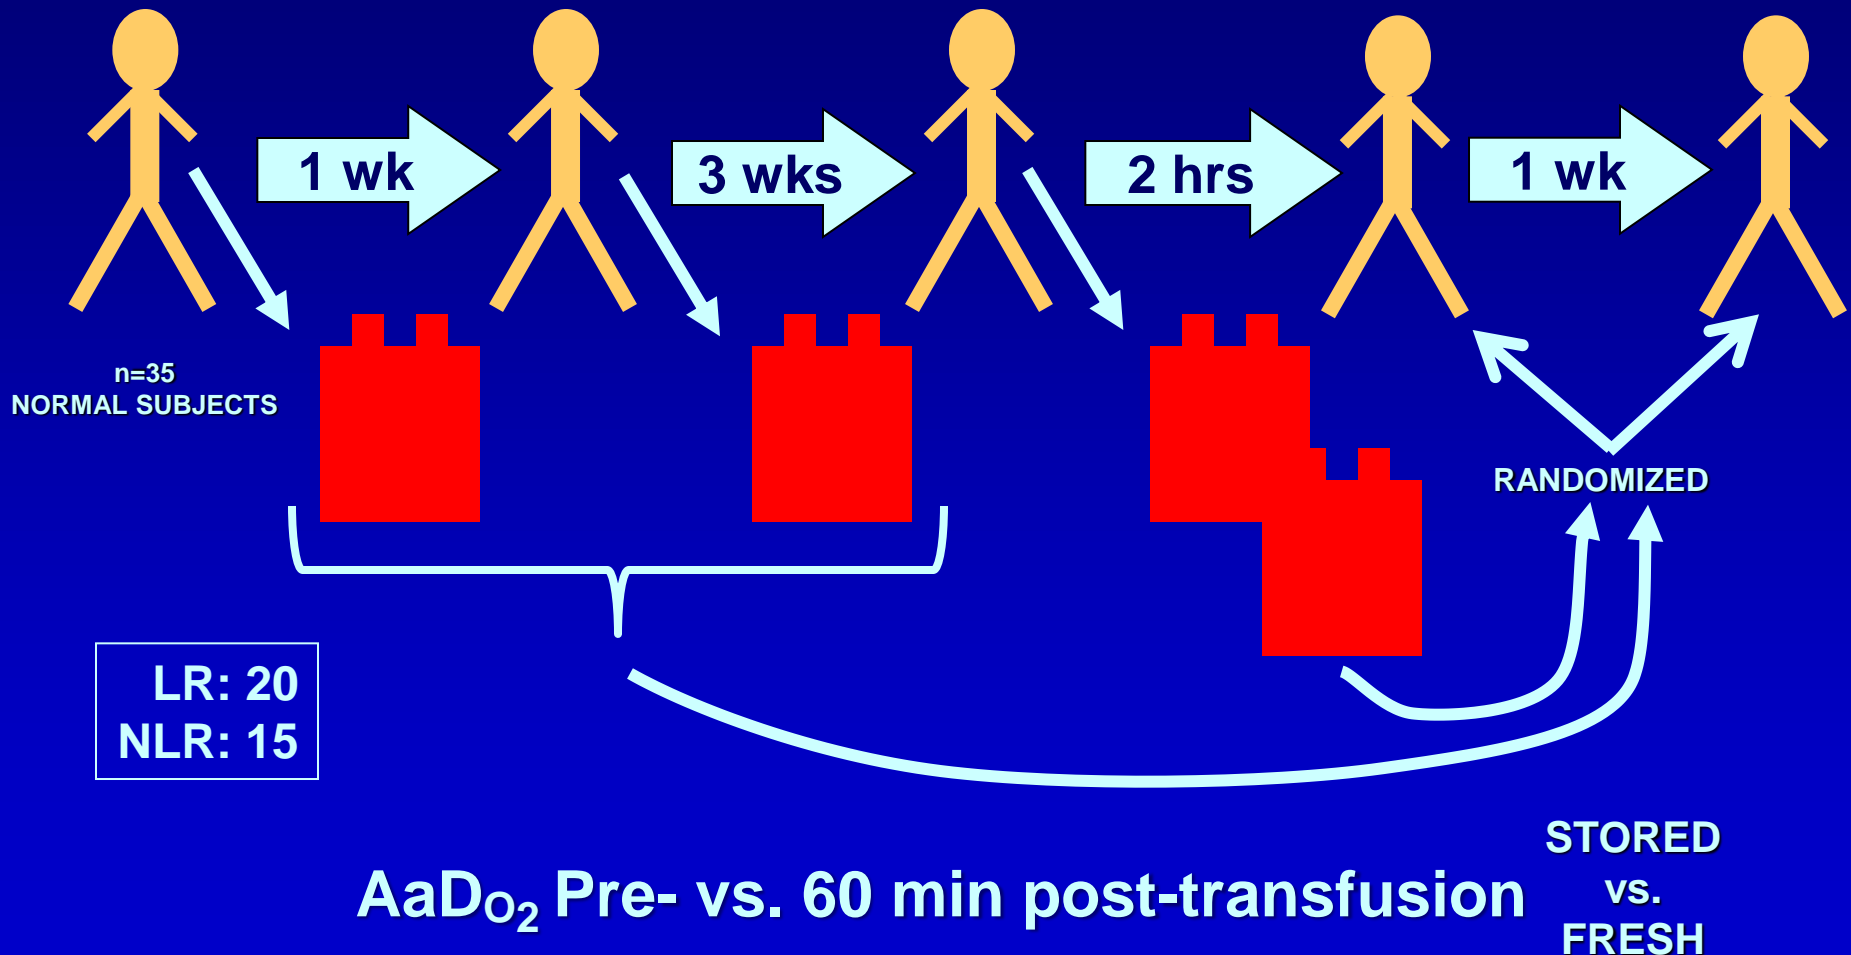 1 wk
3 wks
2 hrs
1 wk
n=35
NORMAL SUBJECTS
RANDOMIZED
LR: 20
NLR: 15
AaDO2 Pre- vs. 60 min post-transfusion
STORED
vs.
FRESH